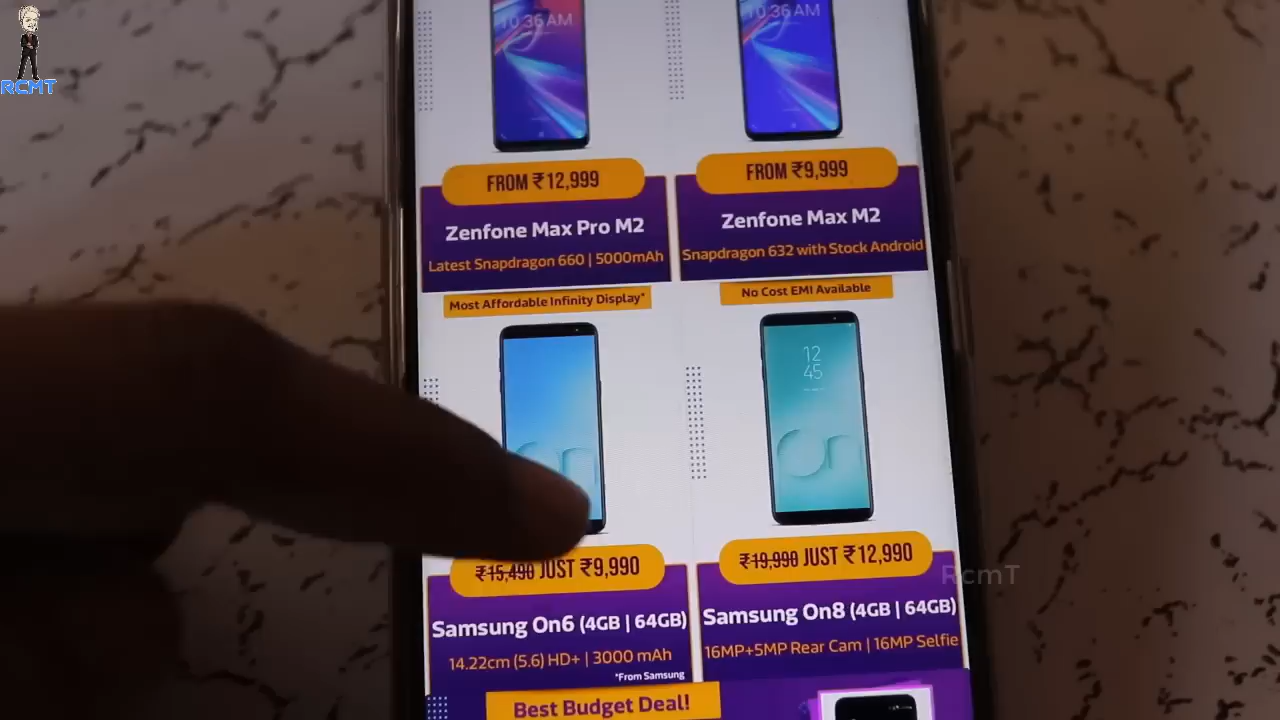 RCMT
10:36 AM
10:36 AM
FROM ₹12,999
FROM ₹9,999
Zenfone Max Pro M2
Latest Snapdragon 660 | 5000mAh
Zenfone Max M2
Snapdragon 632 with Stock Android
Most Affordable Infinity Display*
No Cost EMI Available
12
45
On
On
₹15,490 JUST ₹9,990
₹19,990 JUST ₹12,990
RcmT
Samsung On6 (4GB | 64GB)
14.22cm (5.6) HD+ | 3000 mAh
*From Samsung
Samsung On8 (4GB | 64GB)
16MP+5MP Rear Cam | 16MP Selfie
Best Budget Deal!